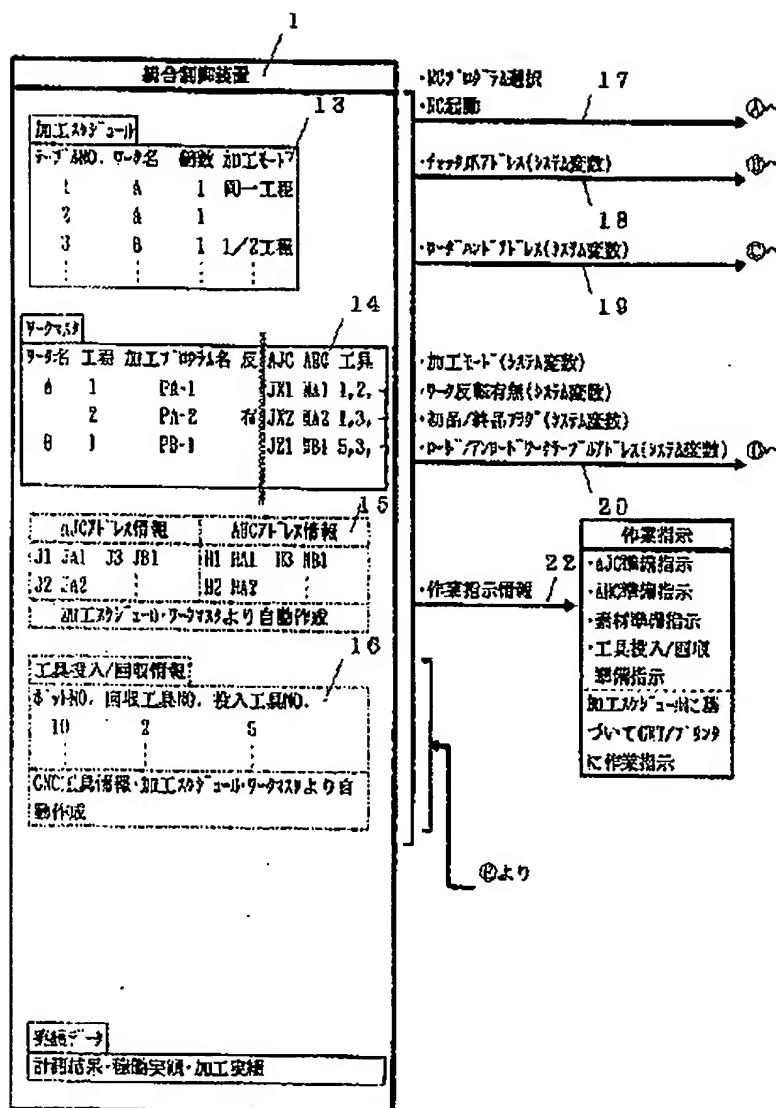 1
統合制御装置
13
加工スケジュール
テーブルNO. ワーク名 個数 加工モード
1 A 1 同一工程
2 A 1
3 B 1 1/2工程
14
ワークマスタ
ワーク名 工程 加工プログラム名 反 AJC AHC 工具
A 1 PA-1 JX1 HA1 1,2,
2 PA-2 有 JX2 HA2 1,3,
B 1 PB-1 JZ1 HB1 5,3,
15
AJCアドレス情報 AHCアドレス情報
J1 JA1 J3 JB1 H1 HA1 H3 HB1
J2 JA2 H2 HA2
加工スケジュール・ワークマスタより自動作成
16
工具投入/回収情報
ポットNO. 回収工具NO. 投入工具NO.
10 2 5
CNC工具情報・加工スケジュール・ワークマスタより自
動作成
データ
計測結果・稼働実績・加工実績
・NCプログラム選択
・NC起動
17
Ⓐへ
・チャック爪アドレス(システム変数)
Ⓑへ
18
・ローダハンドアドレス(システム変数)
Ⓒへ
19
・加工モード(システム変数)
・ワーク反転有無(システム変数)
・初品/終品フラグ(システム変数)
・ロード/アンロードワークテーブルアドレス(システム変数)
Ⓓへ
20
・作業指示情報
22
作業指示
・AJC準備指示
・AHC準備指示
・素材準備指示
・工具投入/回収
準備指示
加工スケジュールに基
づいてCRT/プリンタ
に作業指示
Ⓔより